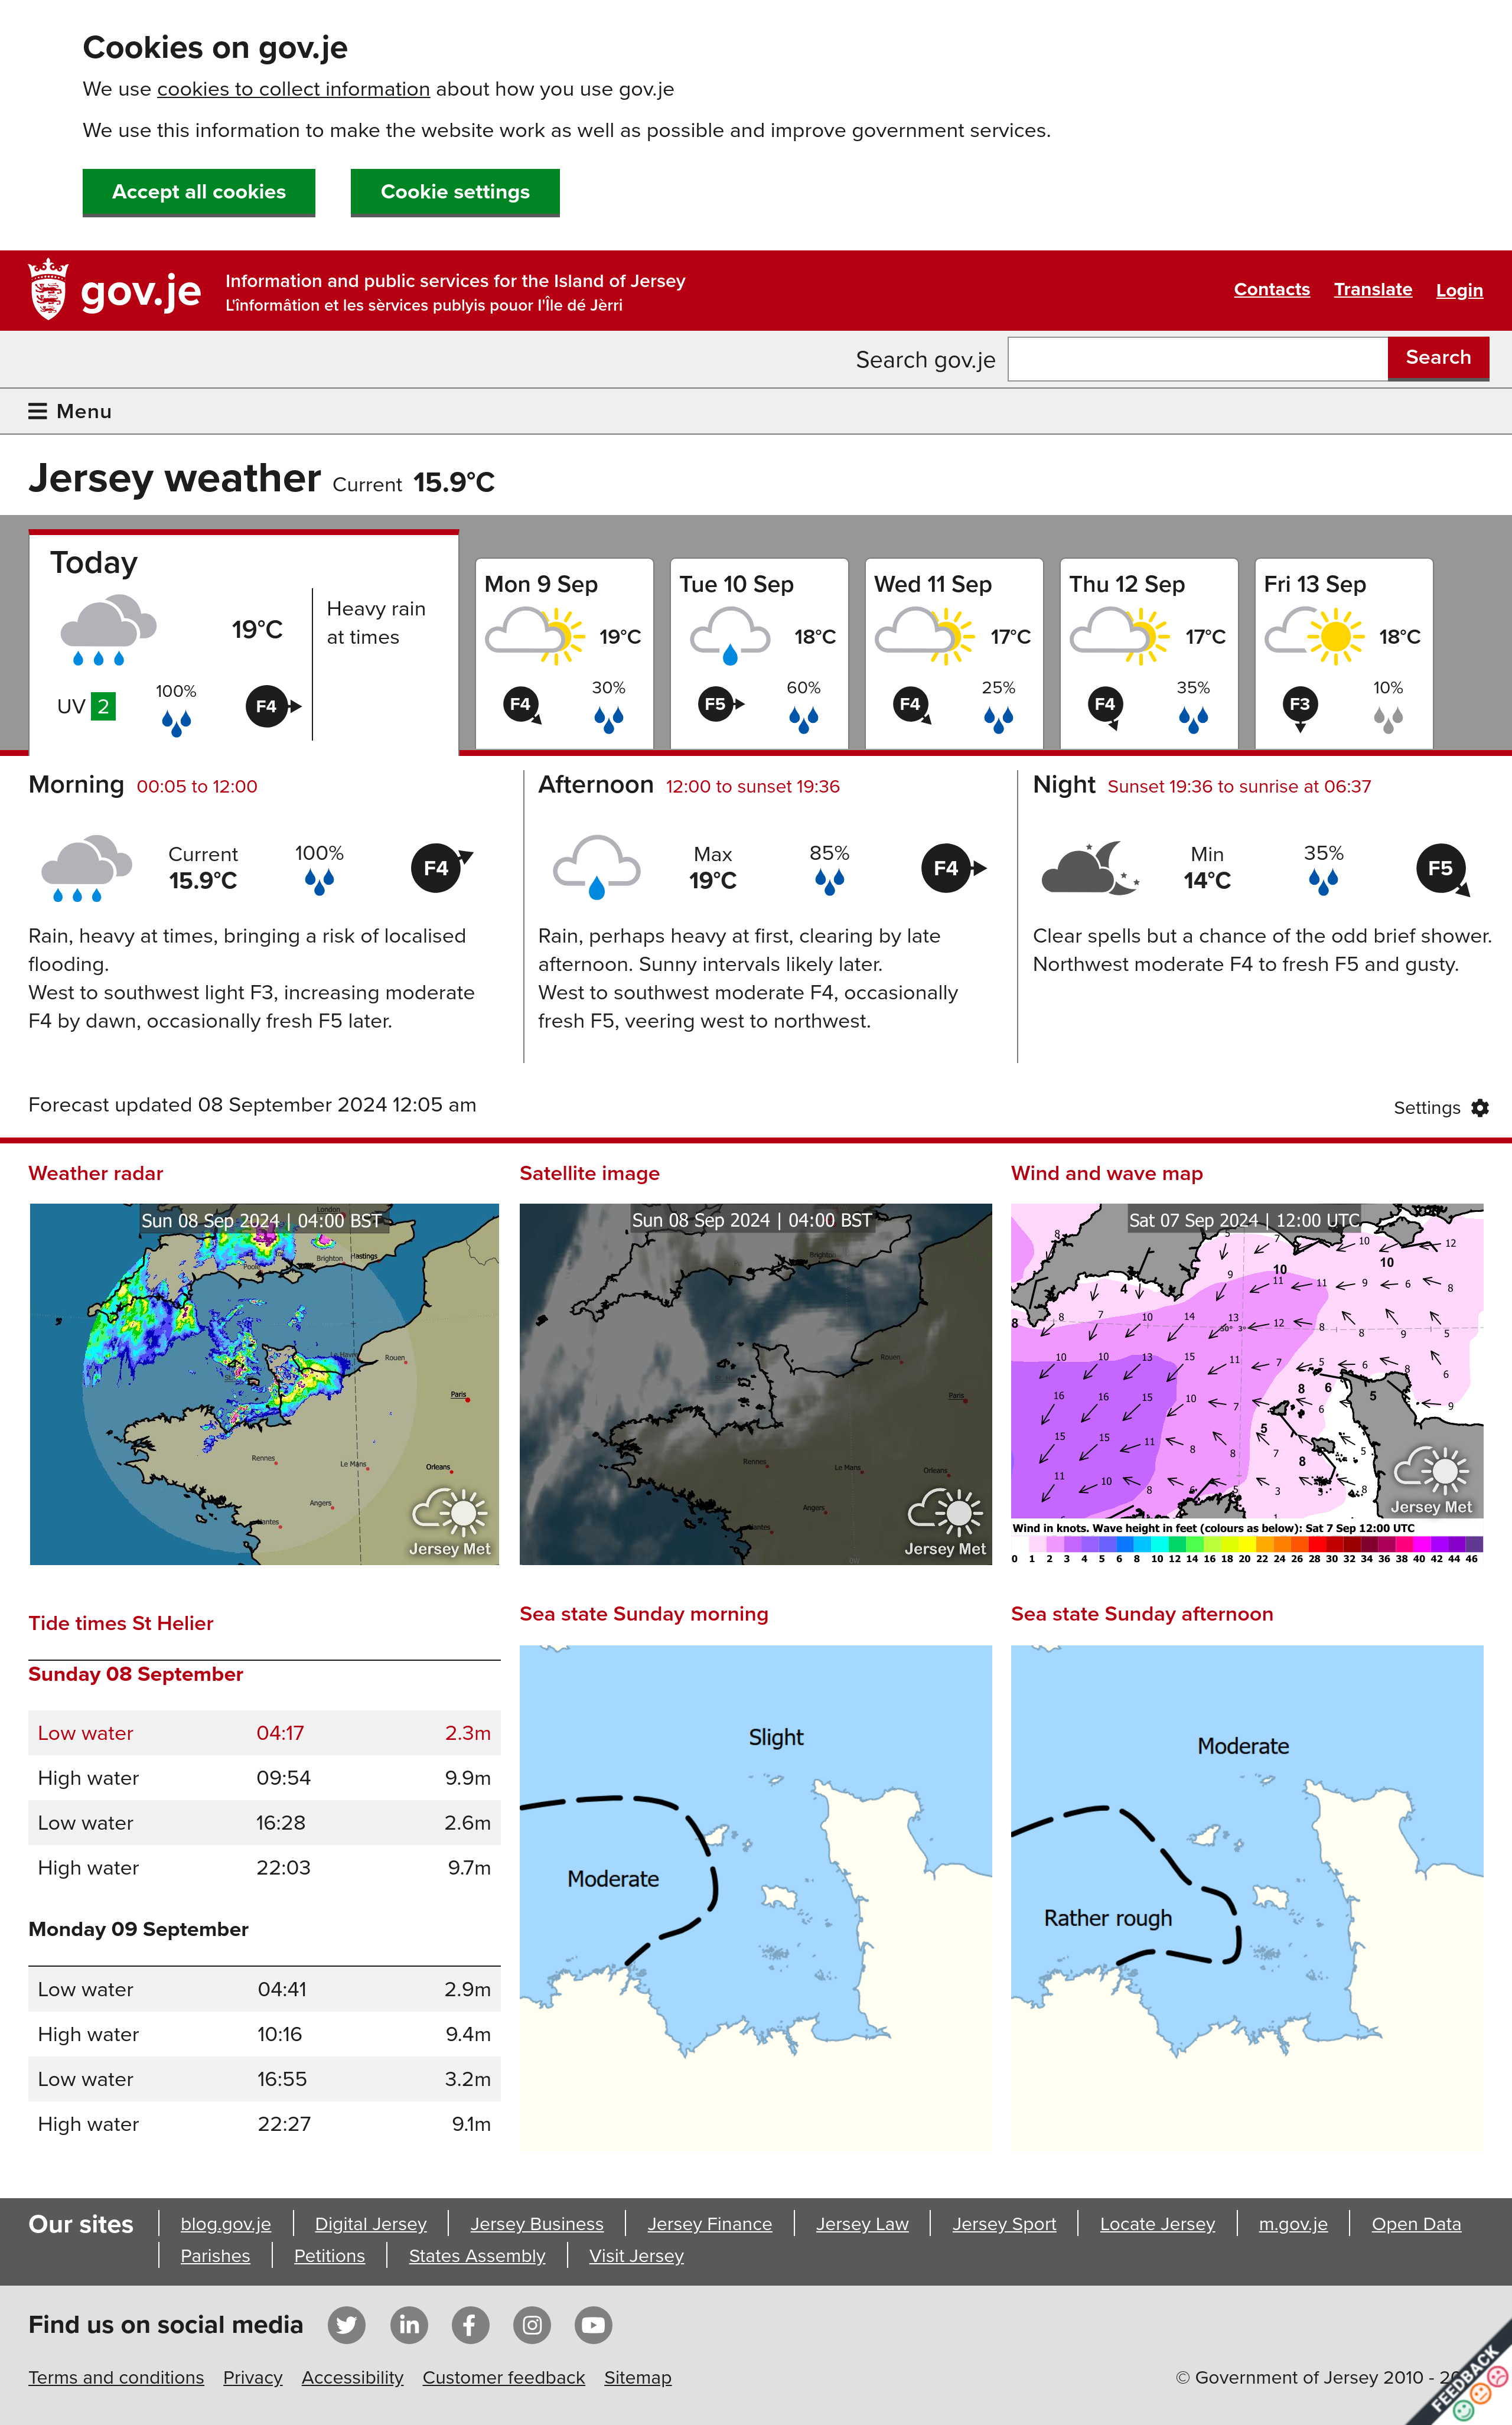 Cookies on gov.je
We use cookies to collect information about how you use gov.je
We use this information to make the website work as well as possible and improve government services.
Accept all cookies
Cookie settings
gov.je
Information and public services for the Island of Jersey
L'înformâtion et les sèrvices publyis pouor l'Île dé Jèrri
Contacts
Translate
Login
Search gov.je
Search
Menu
Jersey weather Current 15.9°C
Today
19°C
Heavy rain
at times
UV 2
100%
F4
Mon 9 Sep
19°C
F4
30%
Tue 10 Sep
18°C
F5
60%
Wed 11 Sep
17°C
F4
25%
Thu 12 Sep
17°C
F4
35%
Fri 13 Sep
18°C
F3
10%
Morning 00:05 to 12:00
Current
15.9°C
100%
F4
Rain, heavy at times, bringing a risk of localised
flooding.
West to southwest light F3, increasing moderate
F4 by dawn, occasionally fresh F5 later.
Afternoon 12:00 to sunset 19:36
Max
19°C
85%
F4
Rain, perhaps heavy at first, clearing by late
afternoon. Sunny intervals likely later.
West to southwest moderate F4, occasionally
fresh F5, veering west to northwest.
Night Sunset 19:36 to sunrise at 06:37
Min
14°C
35%
F5
Clear spells but a chance of the odd brief shower.
Northwest moderate F4 to fresh F5 and gusty.
Forecast updated 08 September 2024 12:05 am
Settings
Weather radar
Sun 08 Sep 2024 | 04:00 BST
London
Brighton
Hastings
Rouen
Paris
Rennes
Le Mans
Orleans
Angers
Nantes
Jersey Met
Satellite image
Sun 08 Sep 2024 | 04:00 BST
Brighton
Rouen
Paris
Rennes
Le Mans
Orleans
Angers
Nantes
Jersey Met
Wind and wave map
Sat 07 Sep 2024 | 12:00 UTC
Jersey Met
Wind in knots. Wave height in feet (colours as below): Sat 7 Sep 12:00 UTC
0 1 2 3 4 5 6 8 10 12 14 16 18 20 22 24 26 28 30 32 34 36 38 40 42 44 46
Tide times St Helier
Sunday 08 September
Low water 04:17 2.3m
High water 09:54 9.9m
Low water 16:28 2.6m
High water 22:03 9.7m
Monday 09 September
Low water 04:41 2.9m
High water 10:16 9.4m
Low water 16:55 3.2m
High water 22:27 9.1m
Sea state Sunday morning
Slight
Moderate
Sea state Sunday afternoon
Moderate
Rather rough
Our sites
blog.gov.je
Digital Jersey
Jersey Business
Jersey Finance
Jersey Law
Jersey Sport
Locate Jersey
m.gov.je
Open Data
Parishes
Petitions
States Assembly
Visit Jersey
Find us on social media
Terms and conditions
Privacy
Accessibility
Customer feedback
Sitemap
© Government of Jersey 2010 - 20
FEEDBACK